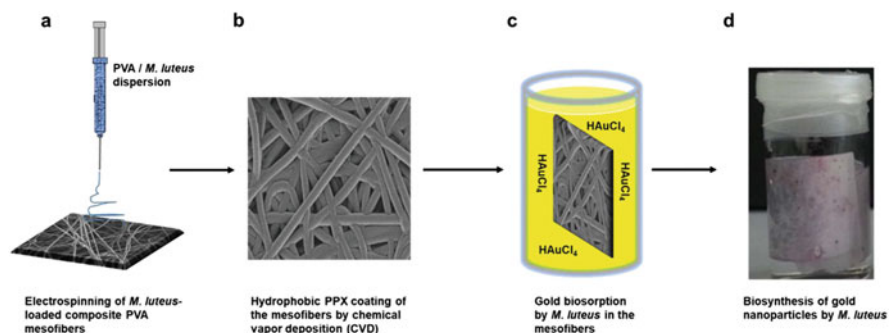 a
b
c
d
PVA / M. luteus
dispersion
HAuCl4
HAuCl4
HAuCl4
HAuCl4
Electrospinning of M. luteus-
loaded composite PVA
mesofibers
Hydrophobic PPX coating of
the mesofibers by chemical
vapor deposition (CVD)
Gold biosorption
by M. luteus in the
mesofibers
Biosynthesis of gold
nanoparticles by M. luteus